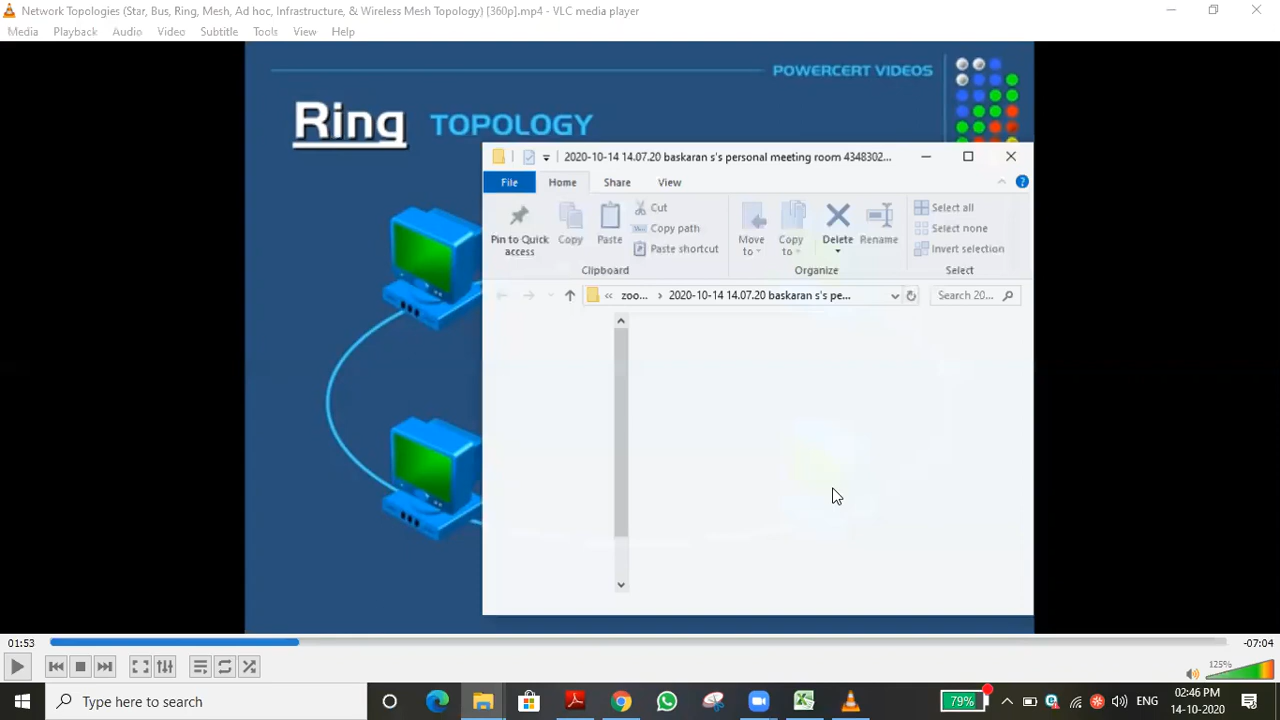 Network Topologies (Star, Bus, Ring, Mesh, Ad hoc, Infrastructure, & Wireless Mesh Topology) [360p].mp4 - VLC media player
Media Playback Audio Video Subtitle Tools View Help
POWERCERT VIDEOS
Ring TOPOLOGY
2020-10-14 14.07.20 baskaran s's personal meeting room 4348302...
File Home Share View
Pin to Quick access
Copy
Paste
Cut
Copy path
Paste shortcut
Clipboard
Move to
Copy to
Delete
Rename
Organize
Select all
Select none
Invert selection
Select
« zoo... › 2020-10-14 14.07.20 baskaran s's pe...
Search 20...
01:53
-07:04
125%
Type here to search
79%
ENG
02:46 PM
14-10-2020